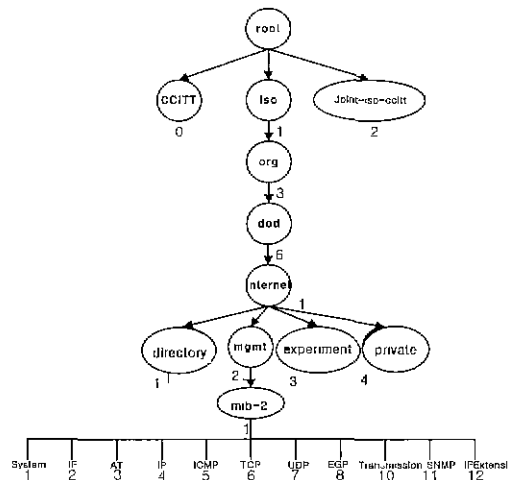 root
CCITT
iso
Joint-iso-ccitt
0
1
2
org
3
dod
6
nternel
1
directory
mgmt
experiment
private
1
2
3
4
mib-2
1
System IF AT IP ICMP TCP UDP EGP Transmission SNMP IFExtensi
1 2 3 4 5 6 7 8 10 11 12